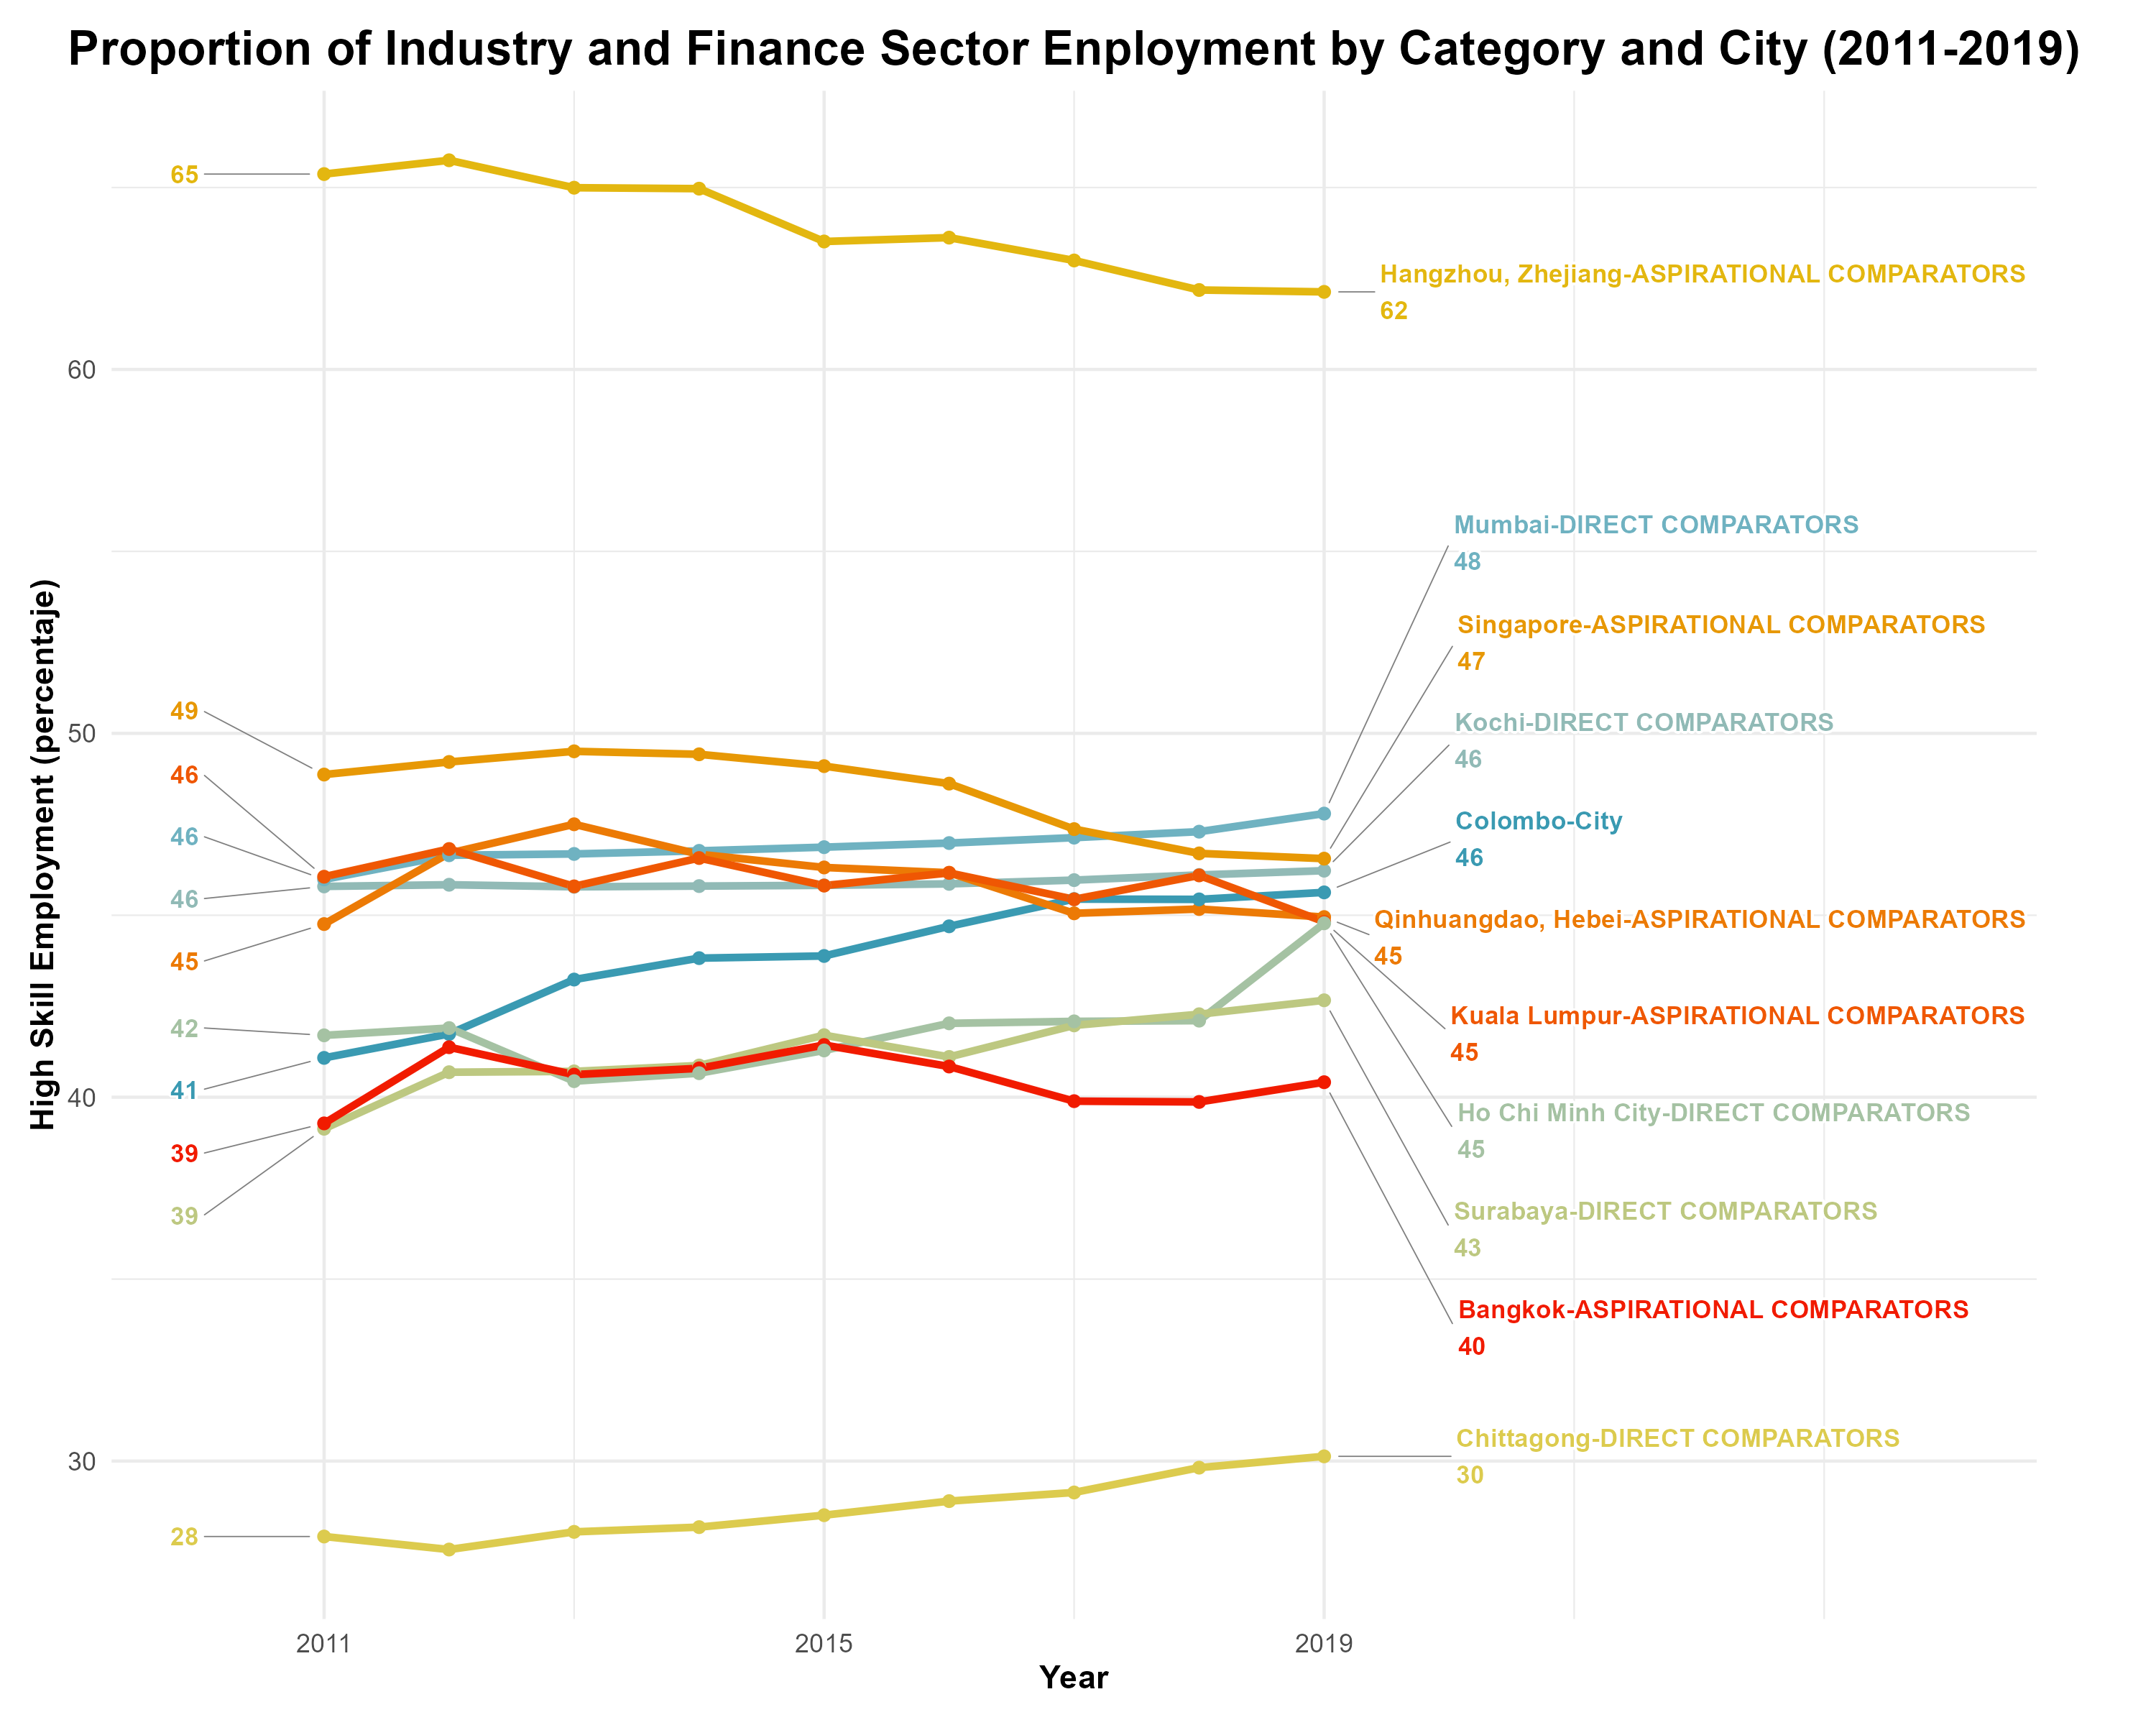 Proportion of Industry and Finance Sector Enployment by Category and City (2011-2019)
65
Hangzhou, Zhejiang-ASPIRATIONAL COMPARATORS
62
60
Mumbai-DIRECT COMPARATORS
48
Singapore-ASPIRATIONAL COMPARATORS
47
49
Kochi-DIRECT COMPARATORS
46
50
46
46
46
45
Colombo-City
46
Qinhuangdao, Hebei-ASPIRATIONAL COMPARATORS
45
Kuala Lumpur-ASPIRATIONAL COMPARATORS
45
42
41
40
39
39
Ho Chi Minh City-DIRECT COMPARATORS
45
Surabaya-DIRECT COMPARATORS
43
Bangkok-ASPIRATIONAL COMPARATORS
40
Chittagong-DIRECT COMPARATORS
30
30
28
High Skill Employment (percentaje)
2011
2015
2019
Year